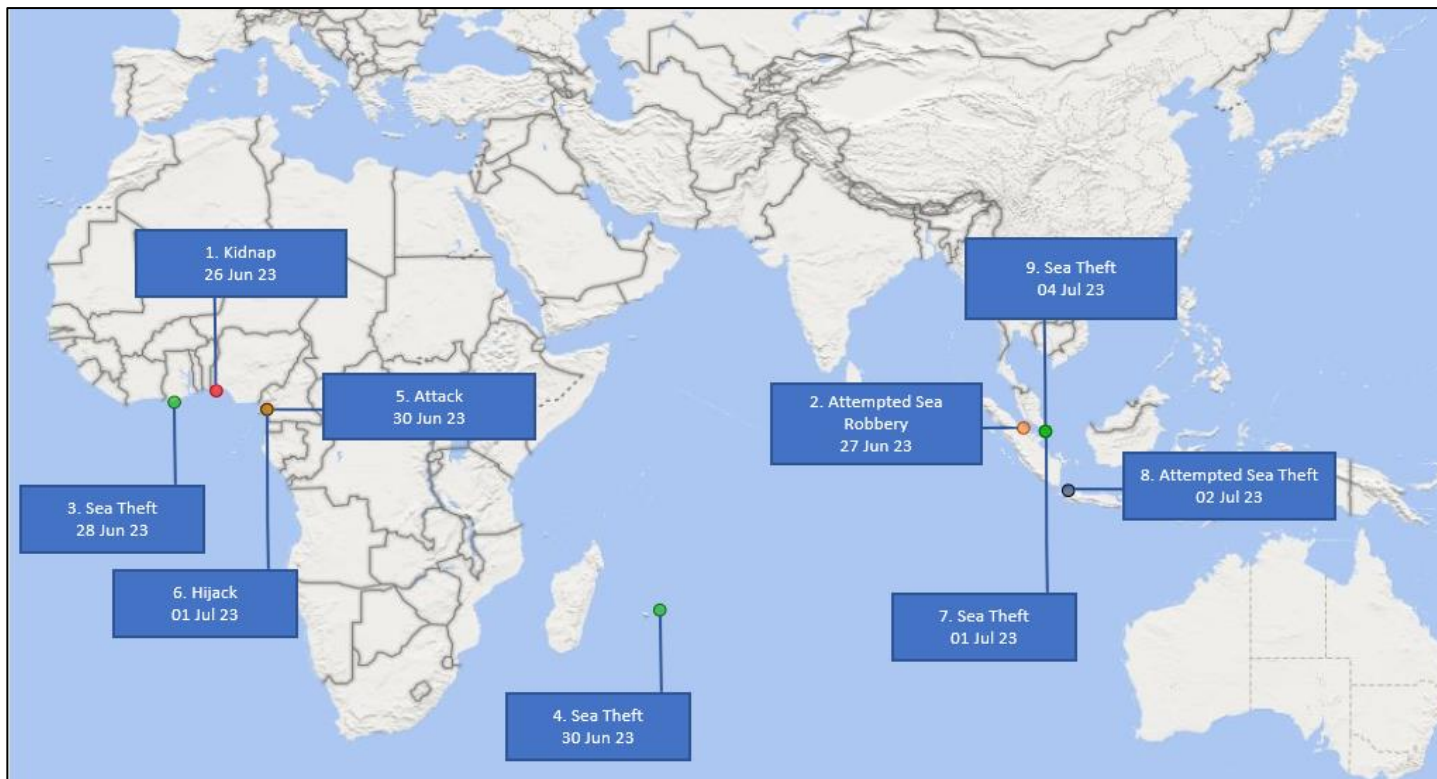 1. Kidnap
26 Jun 23
9. Sea Theft
04 Jul 23
5. Attack
30 Jun 23
2. Attempted Sea
Robbery
27 Jun 23
8. Attempted Sea Theft
02 Jul 23
3. Sea Theft
28 Jun 23
6. Hijack
01 Jul 23
7. Sea Theft
01 Jul 23
4. Sea Theft
30 Jun 23